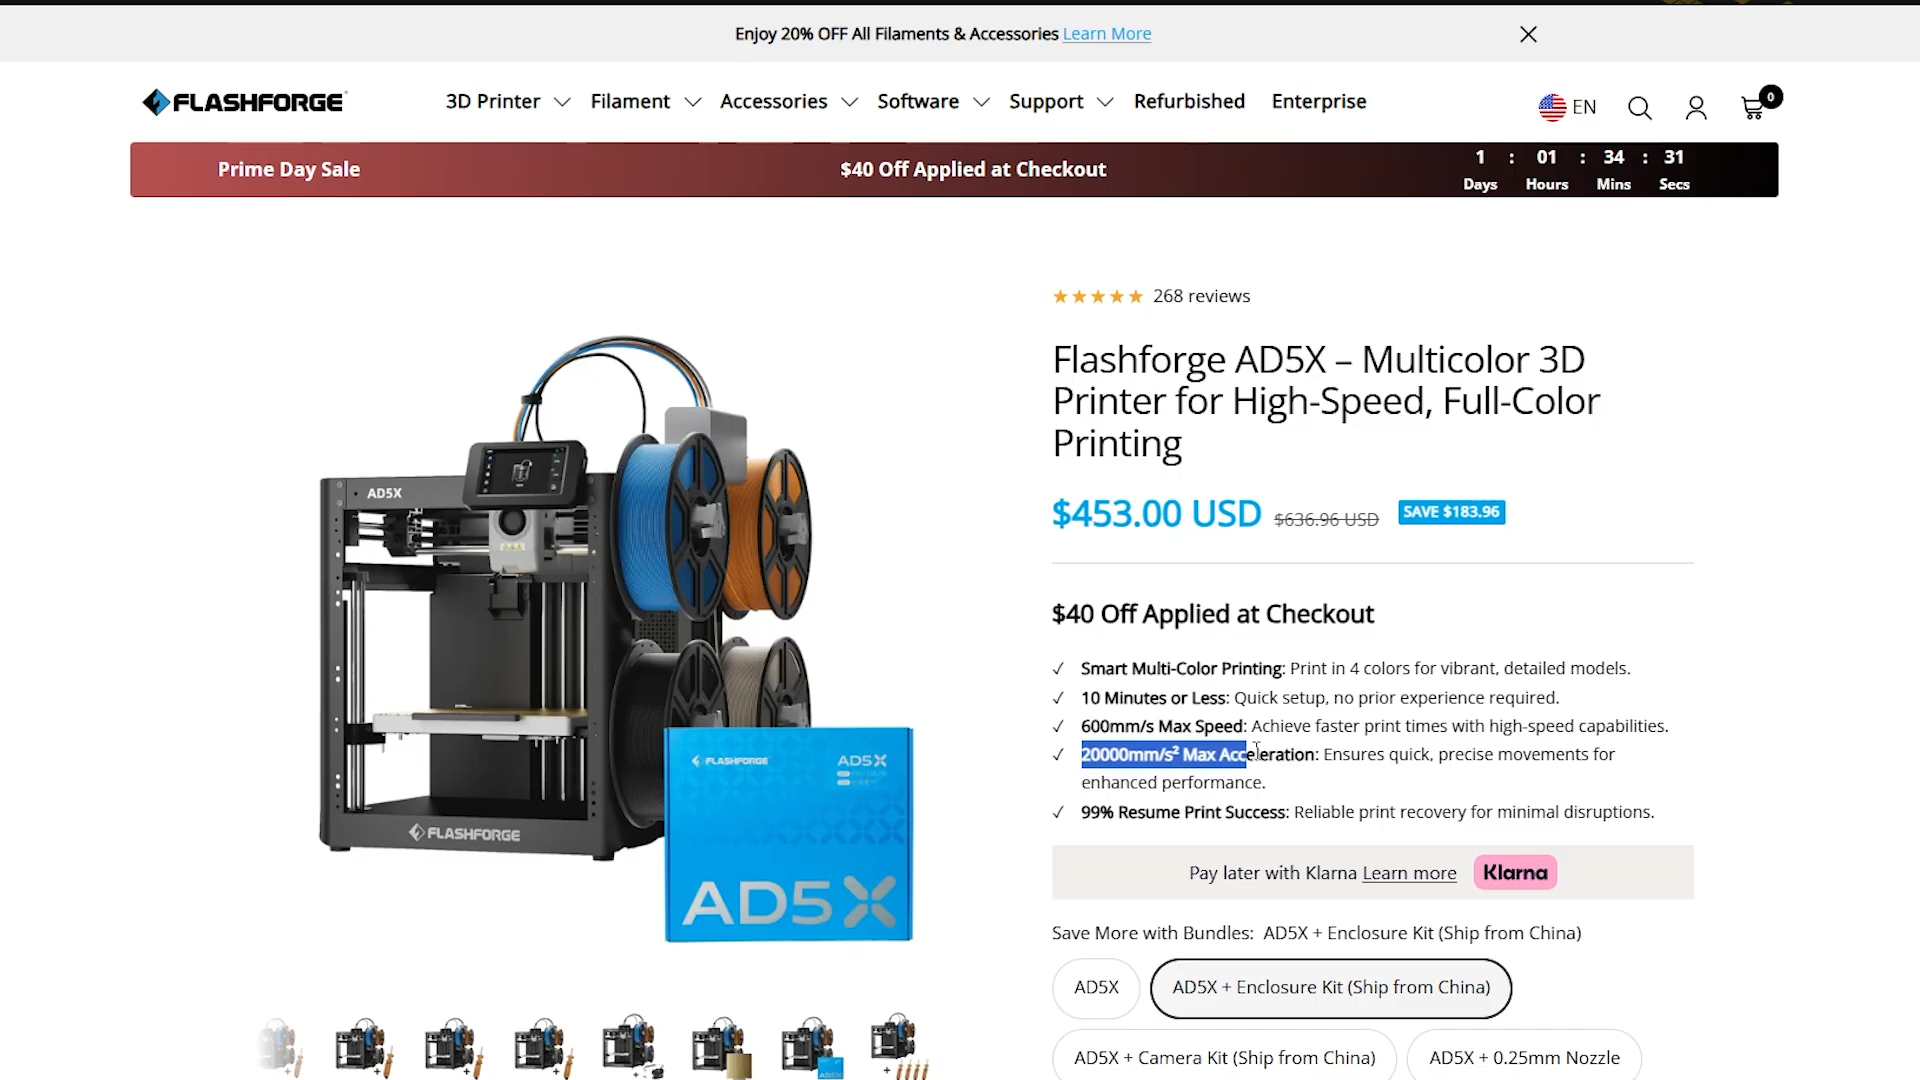 Enjoy 20% OFF All Filaments & Accessories Learn More
FLASHFORGE
3D Printer
Filament
Accessories
Software
Support
Refurbished
Enterprise
EN
0
Prime Day Sale
$40 Off Applied at Checkout
1 : 01 : 34 : 31
Days Hours Mins Secs
268 reviews
Flashforge AD5X – Multicolor 3D
Printer for High-Speed, Full-Color
Printing
$453.00 USD $636.96 USD SAVE $183.96
$40 Off Applied at Checkout
✓ Smart Multi-Color Printing: Print in 4 colors for vibrant, detailed models.
✓ 10 Minutes or Less: Quick setup, no prior experience required.
✓ 600mm/s Max Speed: Achieve faster print times with high-speed capabilities.
✓ 20000mm/s² Max Acceleration: Ensures quick, precise movements for
enhanced performance.
✓ 99% Resume Print Success: Reliable print recovery for minimal disruptions.
Pay later with Klarna Learn more Klarna
Save More with Bundles: AD5X + Enclosure Kit (Ship from China)
AD5X
AD5X + Enclosure Kit (Ship from China)
AD5X + Camera Kit (Ship from China)
AD5X + 0.25mm Nozzle
AD5X
FLASHFORGE
FLASHFORGE
AD5X
AD5X